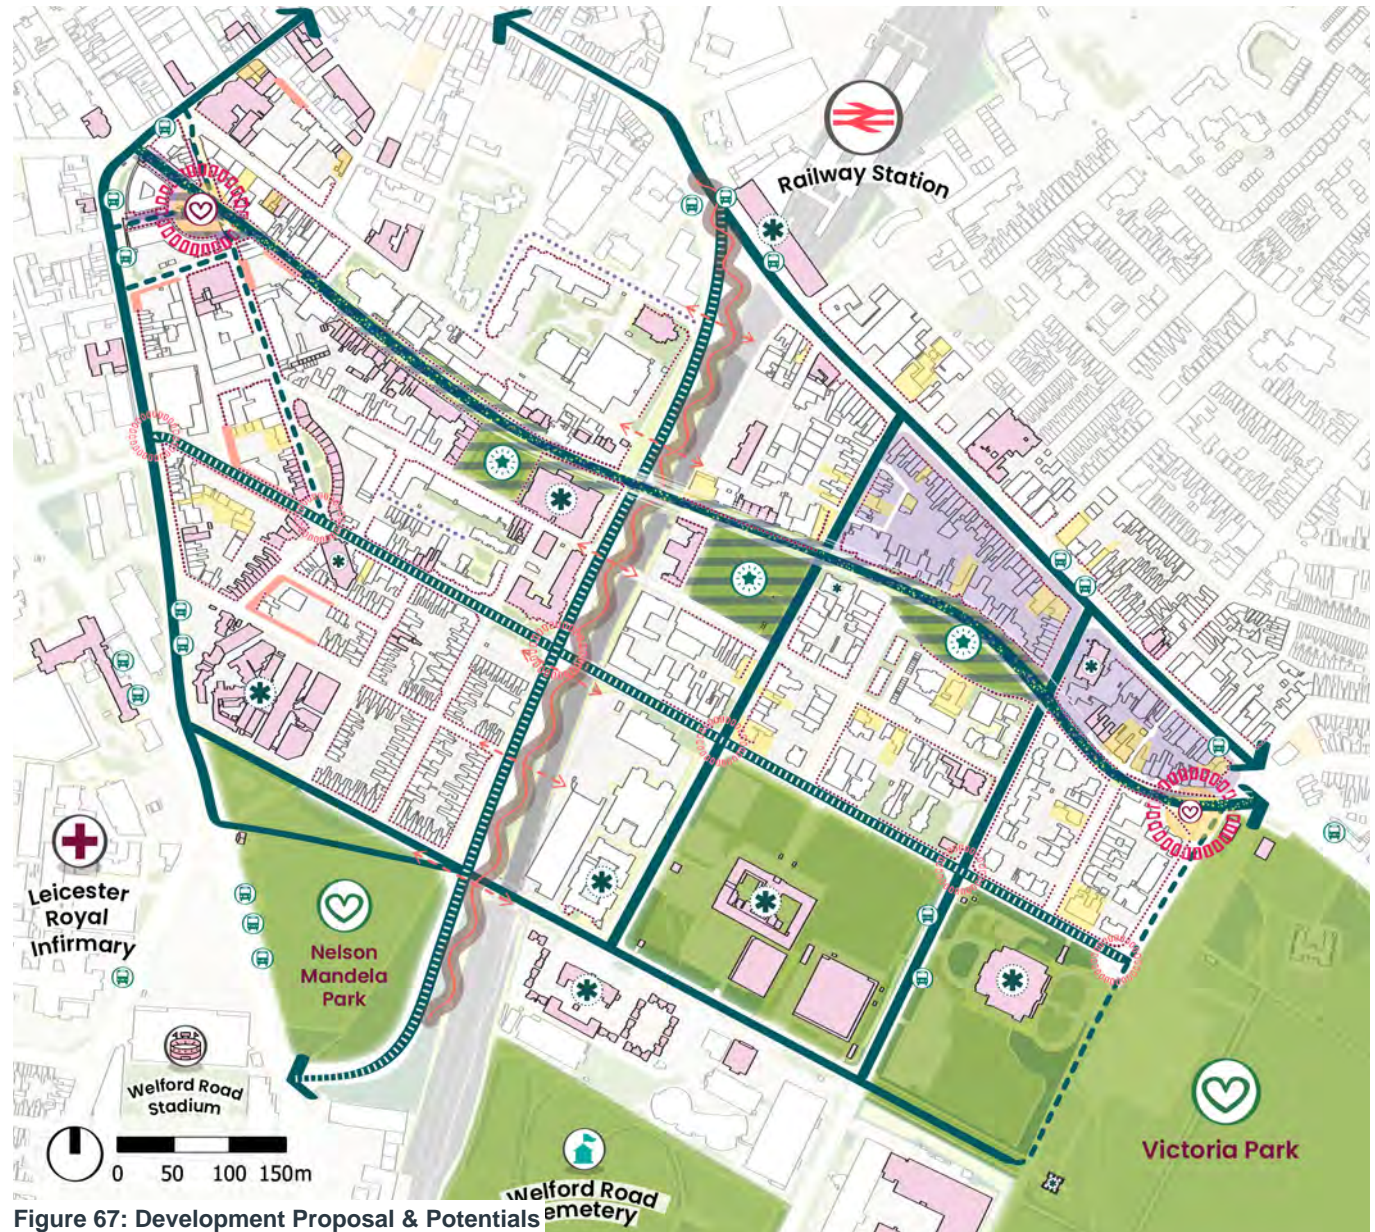 Railway Station
Leicester
Royal
Infirmary
Nelson
Mandela
Park
Welford Road
Stadium
Victoria Park
0 50 100 150m
Welford Road
emetery
Figure 67: Development Proposal & Potentials